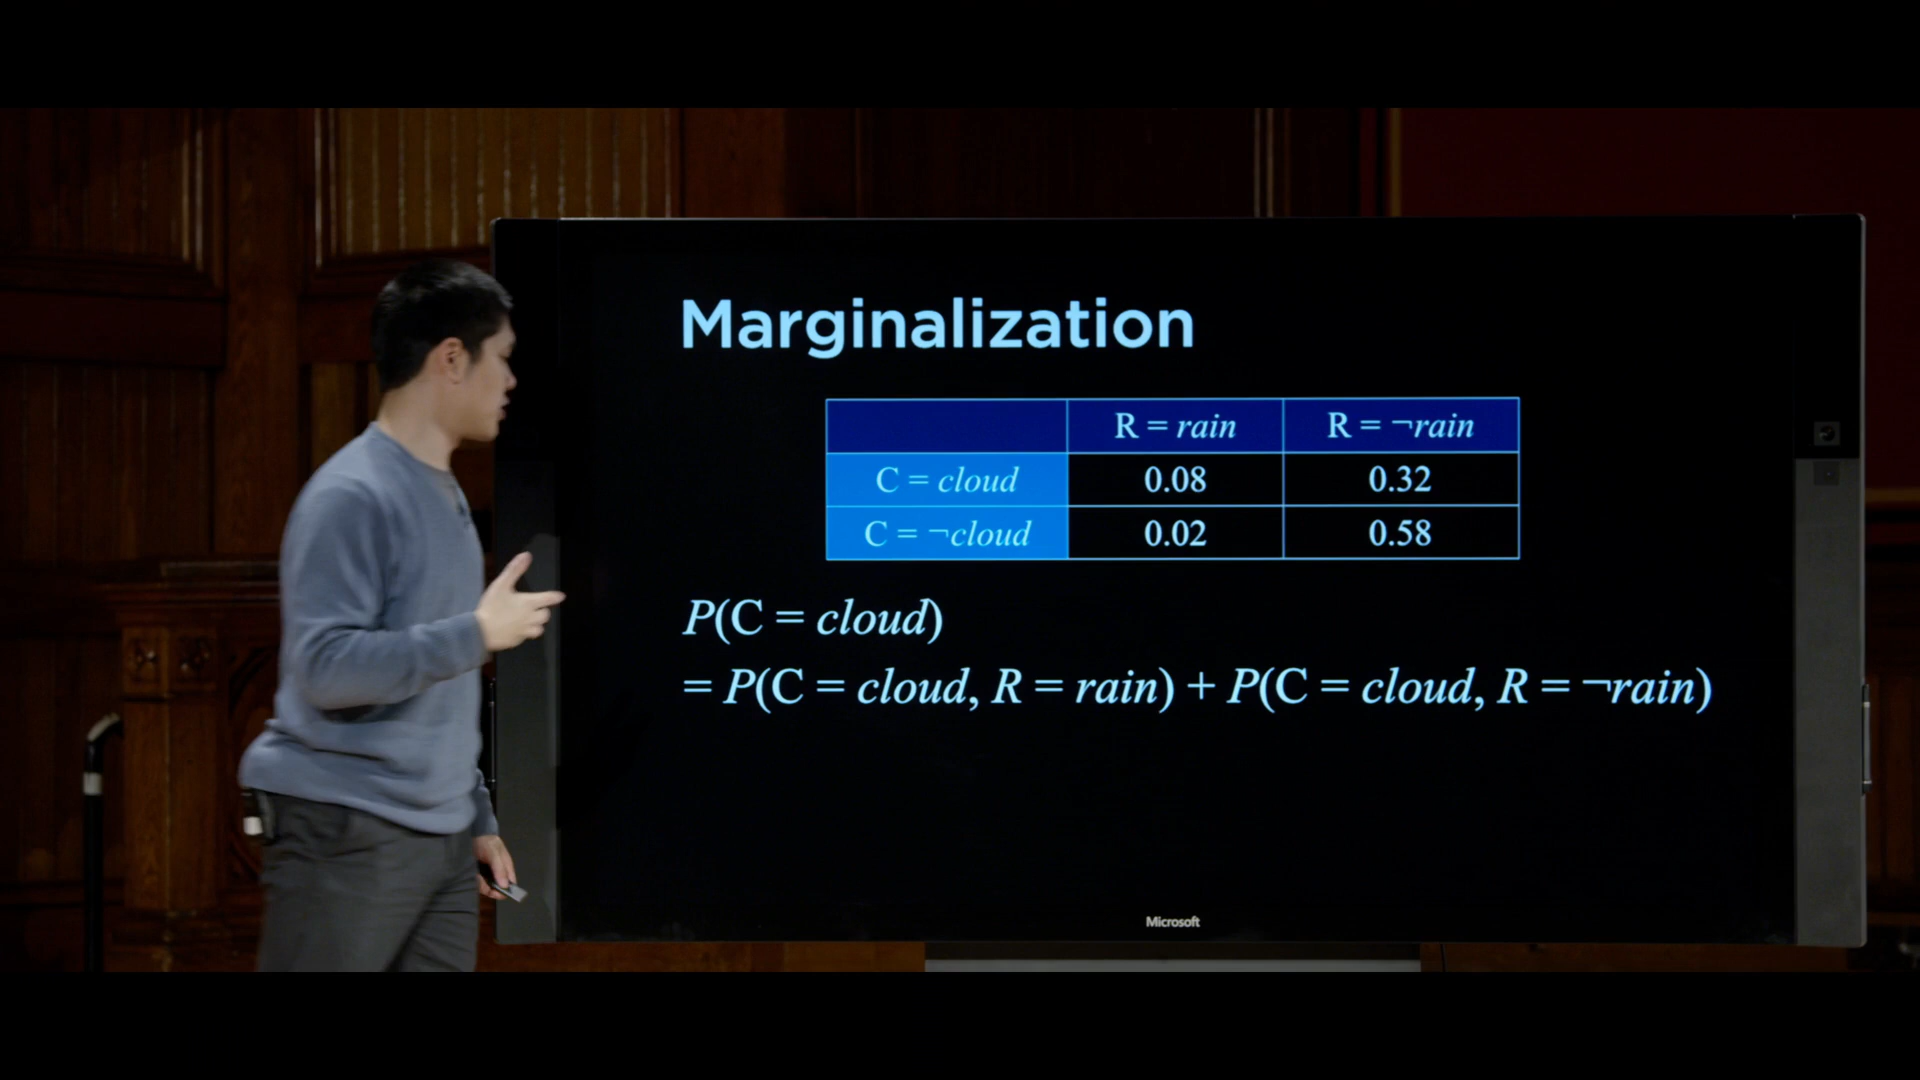 Marginalization
R = rain R = ¬rain
C = cloud 0.08 0.32
C = ¬cloud 0.02 0.58
P(C = cloud)
= P(C = cloud, R = rain) + P(C = cloud, R = ¬rain)
Microsoft